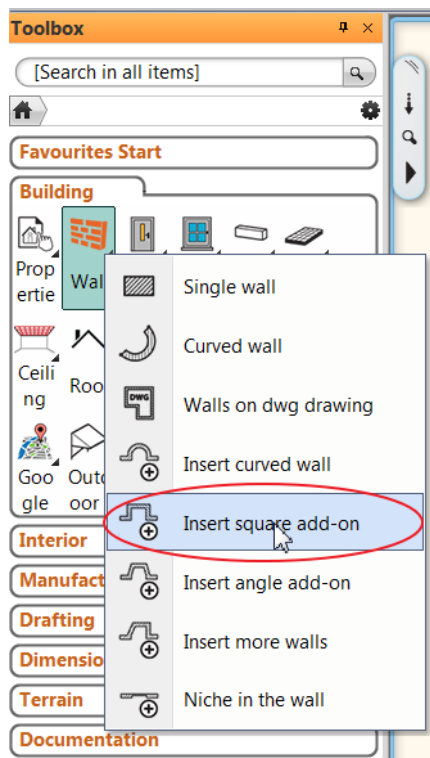 Toolbox
[Search in all items]
Favourites Start
Building
Prop
ertie
Wal
Single wall
Curved wall
Ceili
ng
Roo
DWG
Walls on dwg drawing
Insert curved wall
Goo
gle
Outd
oor
Insert square add-on
Interior
Manufact
Insert angle add-on
Drafting
Insert more walls
Dimensio
Terrain
Niche in the wall
Documentation